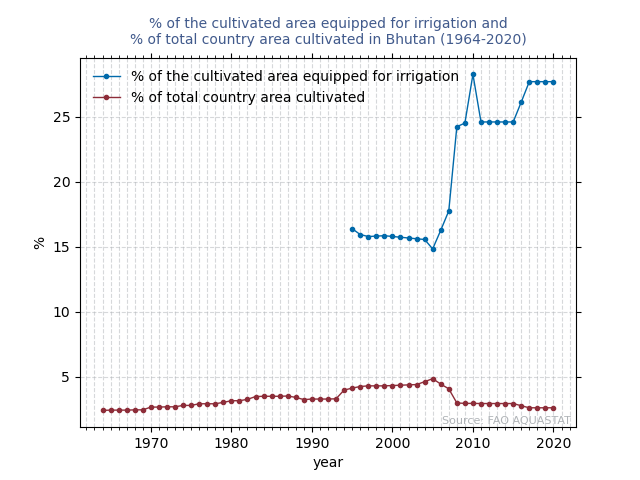 % of the cultivated area equipped for irrigation and
% of total country area cultivated in Bhutan (1964-2020)
% of the cultivated area equipped for irrigation
% of total country area cultivated
%
25
20
15
10
5
Source: FAO AQUASTAT
1970 1980 1990 2000 2010 2020
year